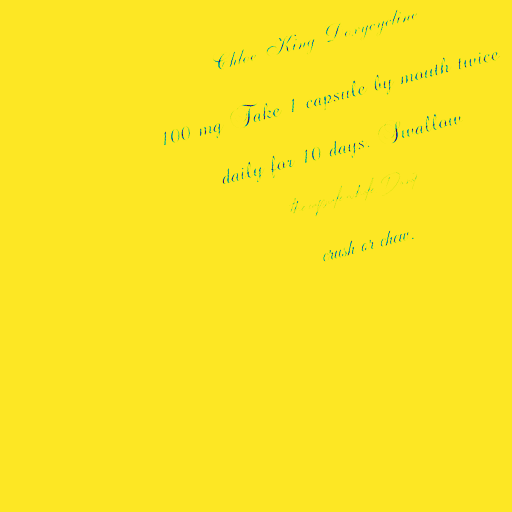 Chloe King Doxycycline
100 mg Take 1 capsule by mouth twice
daily for 10 days. Swallow
crush or chew.